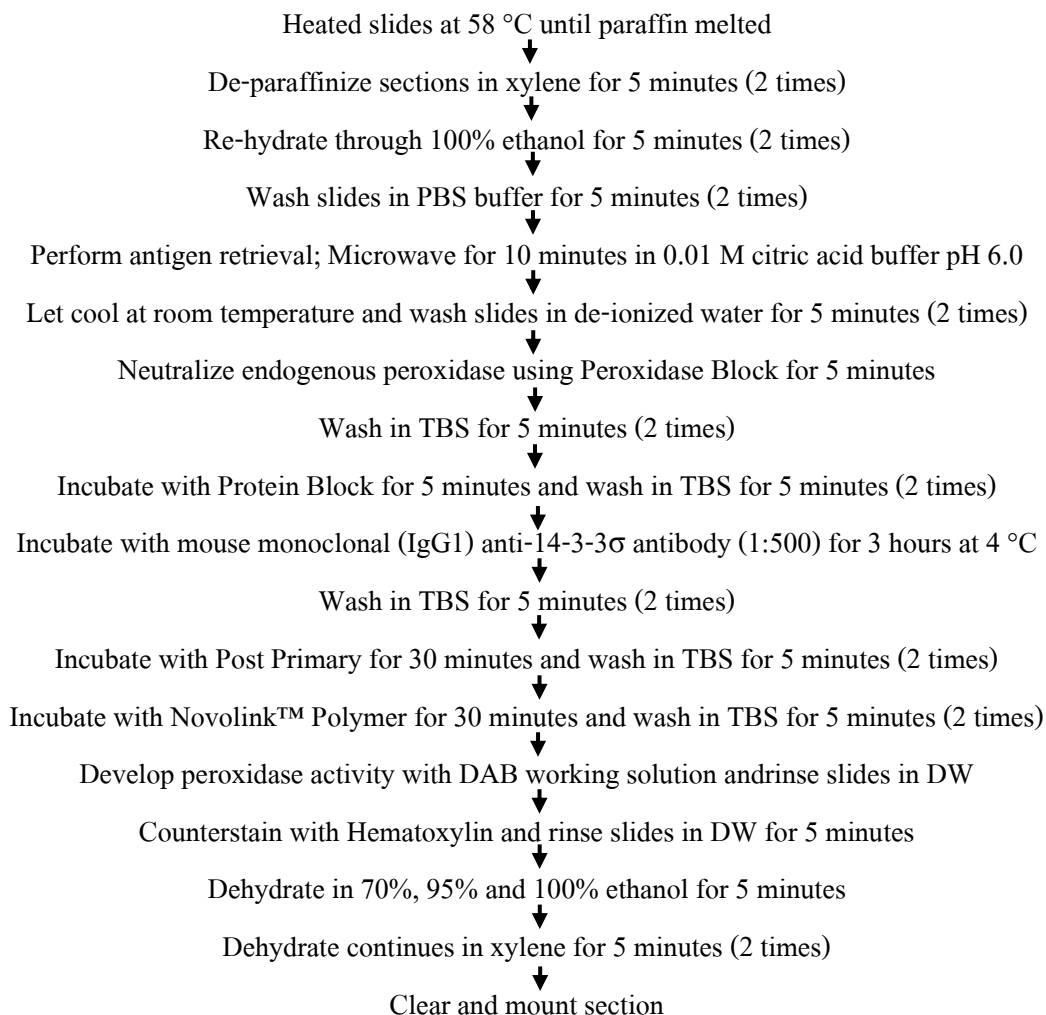 Heated slides at 58 °C until paraffin melted
De-paraffinize sections in xylene for 5 minutes (2 times)
Re-hydrate through 100% ethanol for 5 minutes (2 times)
Wash slides in PBS buffer for 5 minutes (2 times)
Perform antigen retrieval; Microwave for 10 minutes in 0.01 M citric acid buffer pH 6.0
Let cool at room temperature and wash slides in de-ionized water for 5 minutes (2 times)
Neutralize endogenous peroxidase using Peroxidase Block for 5 minutes
Wash in TBS for 5 minutes (2 times)
Incubate with Protein Block for 5 minutes and wash in TBS for 5 minutes (2 times)
Incubate with mouse monoclonal (IgG1) anti-14-3-3σ antibody (1:500) for 3 hours at 4 °C
Wash in TBS for 5 minutes (2 times)
Incubate with Post Primary for 30 minutes and wash in TBS for 5 minutes (2 times)
Incubate with Novolink™ Polymer for 30 minutes and wash in TBS for 5 minutes (2 times)
Develop peroxidase activity with DAB working solution andrinse slides in DW
Counterstain with Hematoxylin and rinse slides in DW for 5 minutes
Dehydrate in 70%, 95% and 100% ethanol for 5 minutes
Dehydrate continues in xylene for 5 minutes (2 times)
Clear and mount section